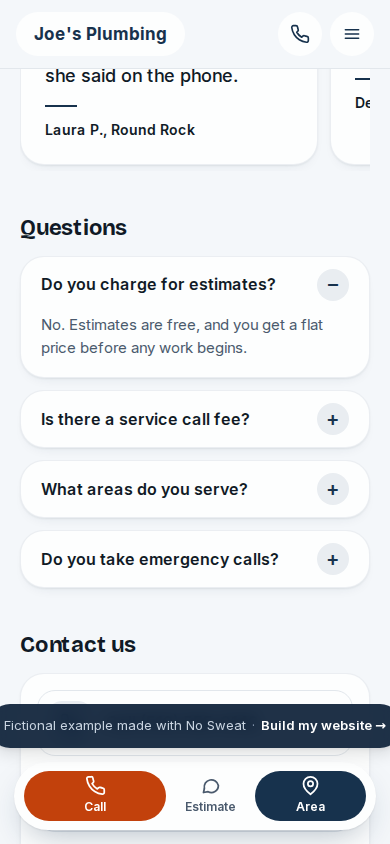 Joe's Plumbing
she said on the phone.
Laura P., Round Rock
Questions
Do you charge for estimates?
No. Estimates are free, and you get a flat
price before any work begins.
Is there a service call fee?
What areas do you serve?
Do you take emergency calls?
Contact us
Fictional example made with No Sweat · Build my website →
Call
Estimate
Area